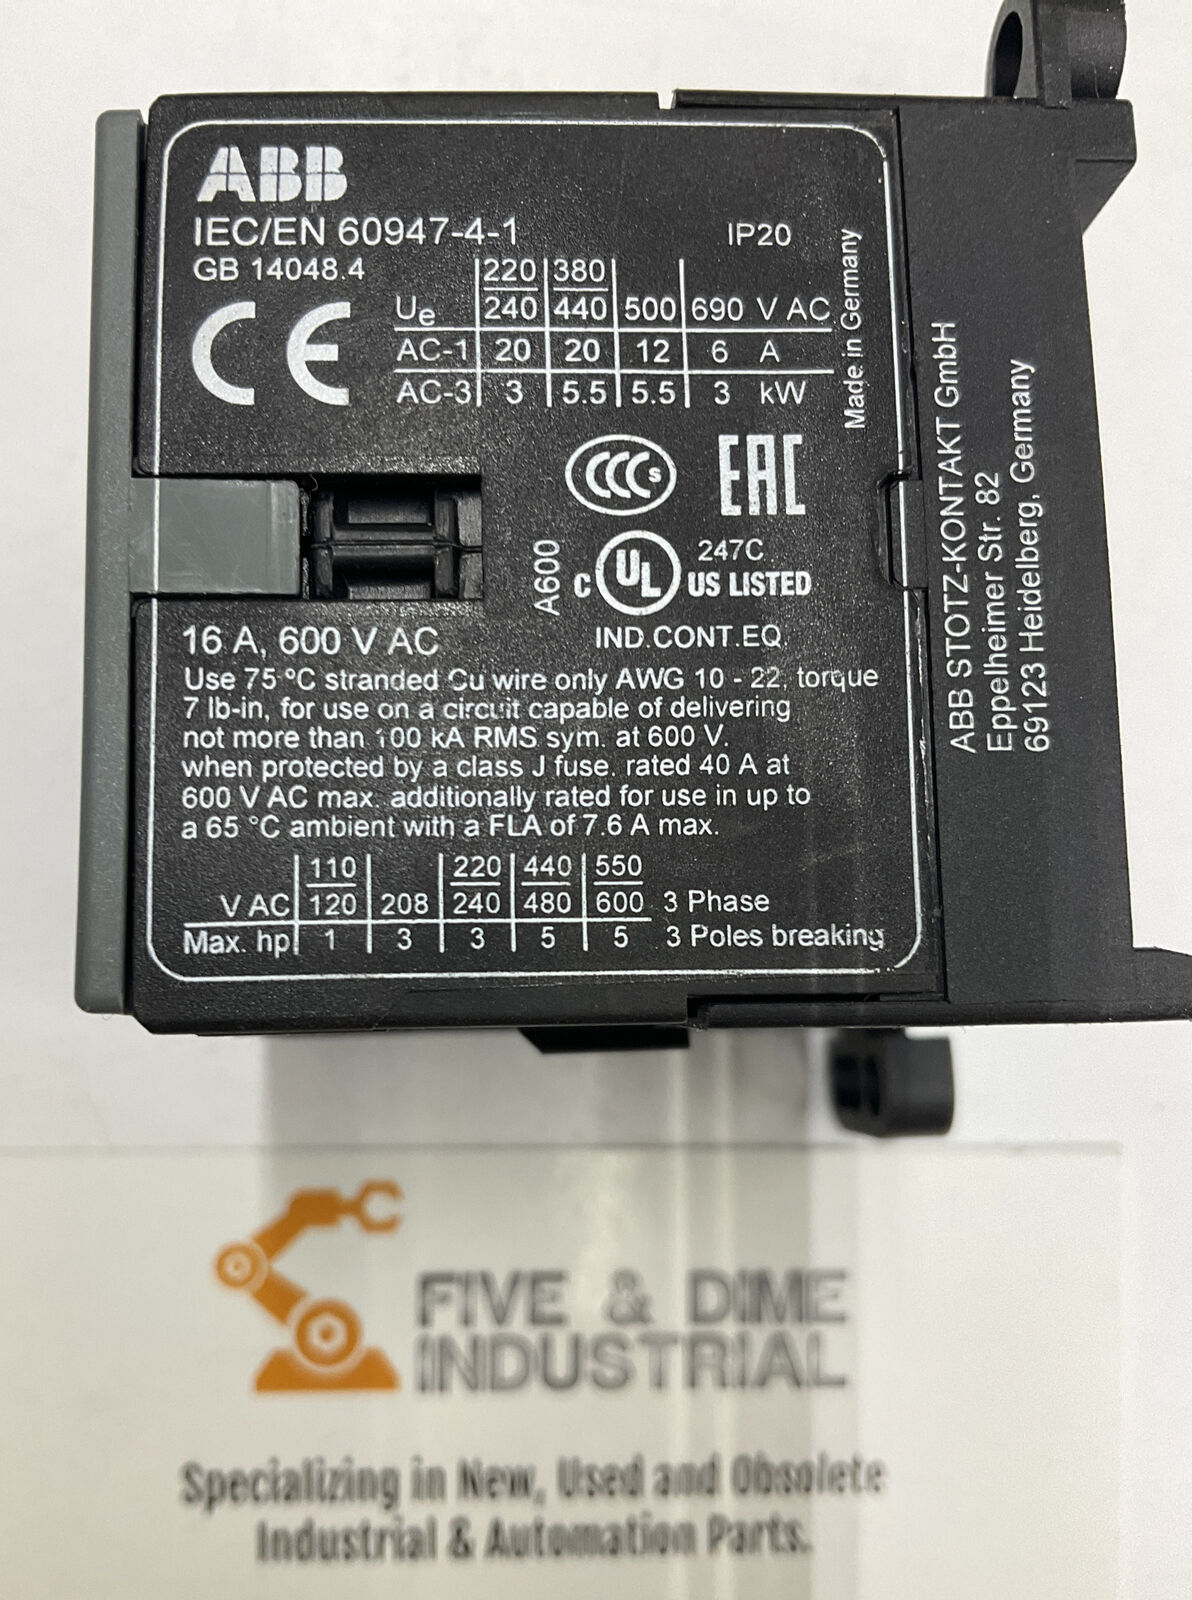 ABB
IEC/EN 60947-4-1 IP20
GB 14048.4
220 380
Ue 240 440 500 690 V AC
AC-1 20 20 12 6 A
AC-3 3 5.5 5.5 3 kW
Made in Germany
CE
CCC S EAC
A600
C UL US LISTED
247C
IND.CONT.EQ.
16 A, 600 V AC
Use 75 °C stranded Cu wire only AWG 10 - 22, torque
7 lb-in, for use on a circuit capable of delivering
not more than 100 kA RMS sym. at 600 V.
when protected by a class J fuse. rated 40 A at
600 V AC max. additionally rated for use in up to
a 65 °C ambient with a FLA of 7.6 A max.
110 220 440 550
V AC 120 208 240 480 600 3 Phase
Max. hp 1 3 3 5 5 3 Poles breaking
ABB STOTZ-KONTAKT GmbH
Eppelheimer Str. 82
69123 Heidelberg, Germany
FIVE & DIME
INDUSTRIAL
Specializing in New, Used and Obsolete
Industrial & Automation Parts.